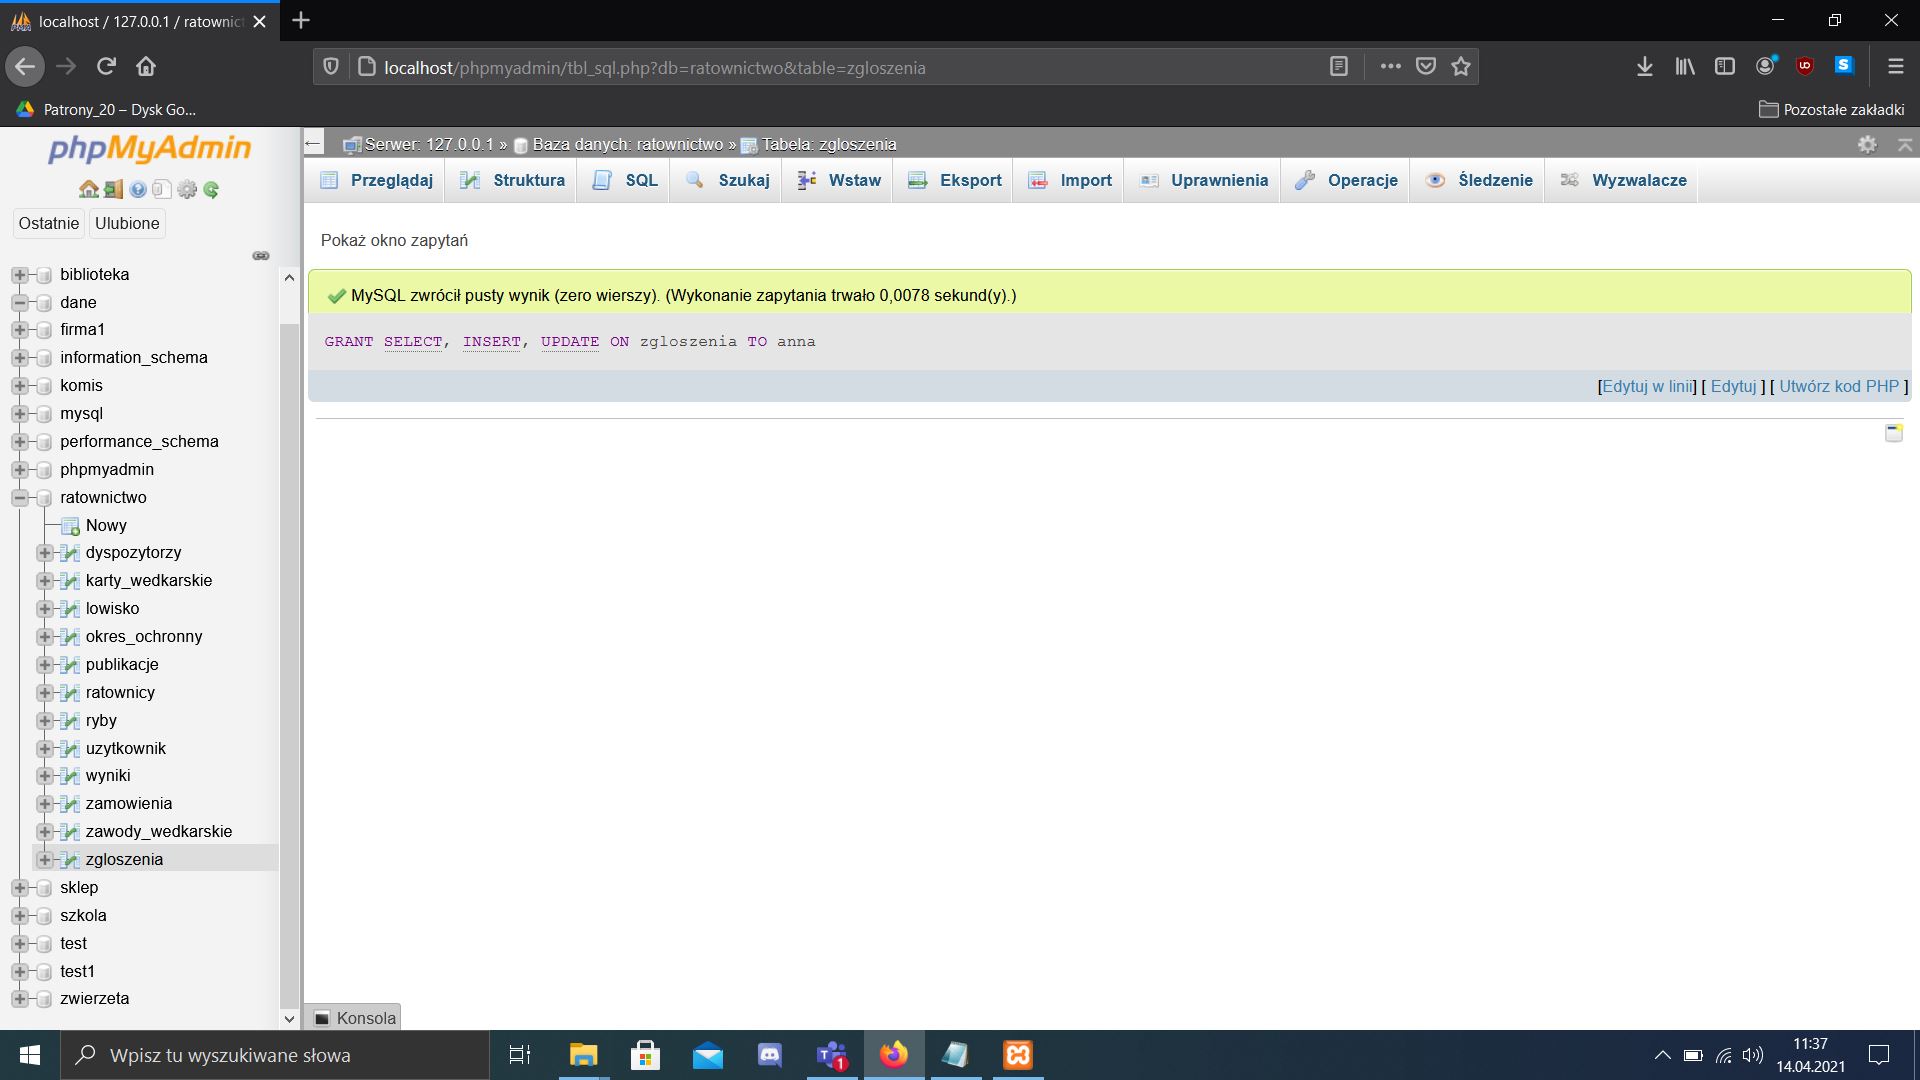 localhost / 127.0.0.1 / ratownict
localhost/phpmyadmin/tbl_sql.php?db=ratownictwo&table=zgloszenia
Patrony_20 – Dysk Go...
Pozostałe zakładki
phpMyAdmin
Ostatnie
Ulubione
biblioteka
dane
firma1
information_schema
komis
mysql
performance_schema
phpmyadmin
ratownictwo
Nowy
dyspozytorzy
karty_wedkarskie
lowisko
okres_ochronny
publikacje
ratownicy
ryby
uzytkownik
wyniki
zamowienia
zawody_wedkarskie
zgloszenia
sklep
szkola
test
test1
zwierzeta
Serwer: 127.0.0.1 » Baza danych: ratownictwo » Tabela: zgloszenia
Przeglądaj Struktura SQL Szukaj Wstaw Eksport Import Uprawnienia Operacje Śledzenie Wyzwalacze
Pokaż okno zapytań
MySQL zwrócił pusty wynik (zero wierszy). (Wykonanie zapytania trwało 0,0078 sekund(y).)
GRANT SELECT, INSERT, UPDATE ON zgloszenia TO anna
[Edytuj w linii] [ Edytuj ] [ Utwórz kod PHP ]
Konsola
Wpisz tu wyszukiwane słowa
1
11:37
14.04.2021